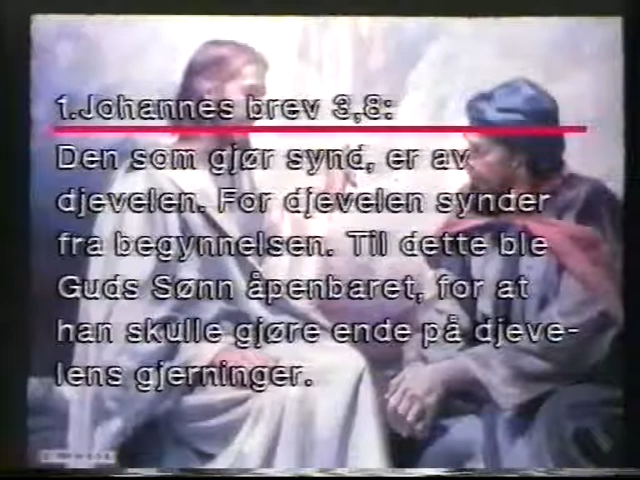 1.Johannes brev 3,8:
Den som gjør synd, er av
djevelen. For djevelen synder
fra begynnelsen. Til dette ble
Guds Sønn åpenbaret, for at
han skulle gjøre ende på djeve-
lens gjerninger.